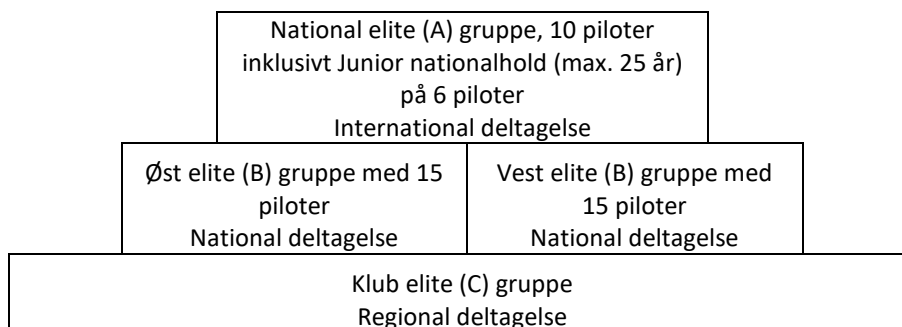 National elite (A) gruppe, 10 piloter
inklusivt Junior nationalhold (max. 25 år)
på 6 piloter
International deltagelse
Øst elite (B) gruppe med 15
piloter
National deltagelse
Vest elite (B) gruppe med
15 piloter
National deltagelse
Klub elite (C) gruppe
Regional deltagelse